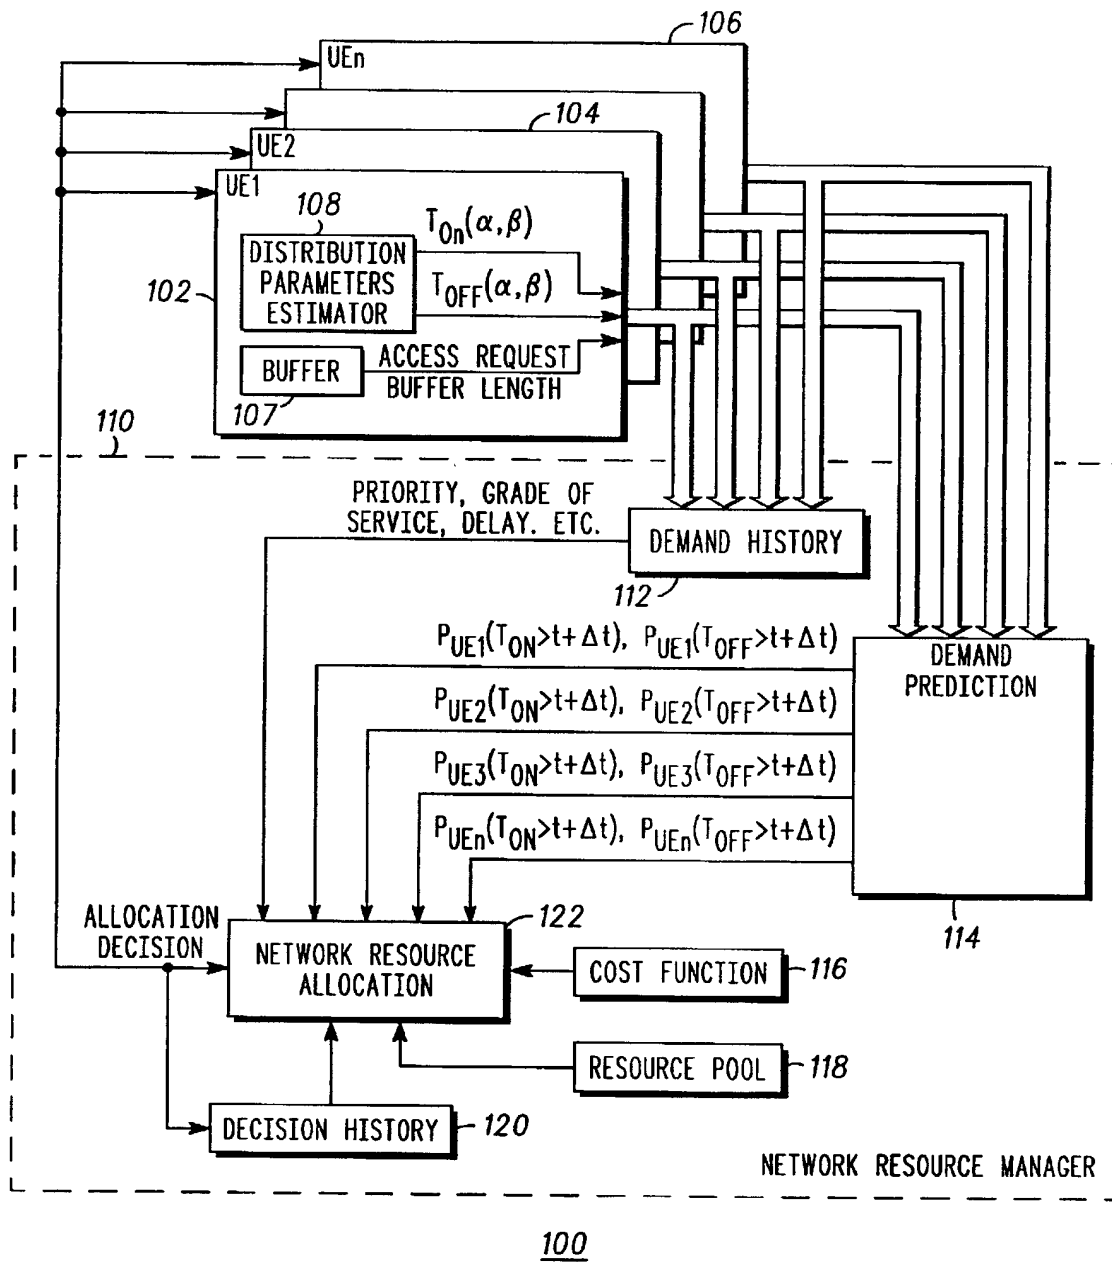 106
UEn
104
UE2
UE1
108
T_On(α,β)
DISTRIBUTION
PARAMETERS
ESTIMATOR
102
T_OFF(α,β)
ACCESS REQUEST
BUFFER
BUFFER LENGTH
107
110
PRIORITY, GRADE OF
SERVICE, DELAY. ETC.
DEMAND HISTORY
112
P_UE1(T_ON>t+Δt), P_UE1(T_OFF>t+Δt)
DEMAND
PREDICTION
P_UE2(T_ON>t+Δt), P_UE2(T_OFF>t+Δt)
P_UE3(T_ON>t+Δt), P_UE3(T_OFF>t+Δt)
P_UEn(T_ON>t+Δt), P_UEn(T_OFF>t+Δt)
114
ALLOCATION
DECISION
122
NETWORK RESOURCE
ALLOCATION
COST FUNCTION
116
RESOURCE POOL
118
DECISION HISTORY
120
NETWORK RESOURCE MANAGER
100